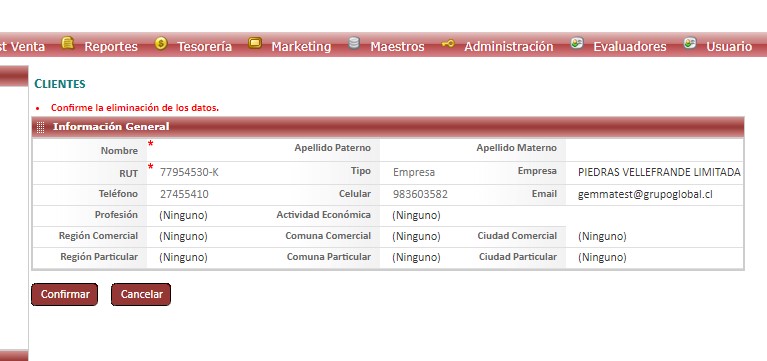 st Venta Reportes Tesorería Marketing Maestros Administración Evaluadores Usuario
CLIENTES
• Confirme la eliminación de los datos.
Información General
Nombre * Apellido Paterno Apellido Materno
RUT * 77954530-K Tipo Empresa Empresa PIEDRAS VELLEFRANDE LIMITADA
Teléfono 27455410 Celular 983603582 Email gemmatest@grupoglobal.cl
Profesión (Ninguno) Actividad Económica (Ninguno)
Región Comercial (Ninguno) Comuna Comercial (Ninguno) Ciudad Comercial (Ninguno)
Región Particular (Ninguno) Comuna Particular (Ninguno) Ciudad Particular (Ninguno)
Confirmar Cancelar